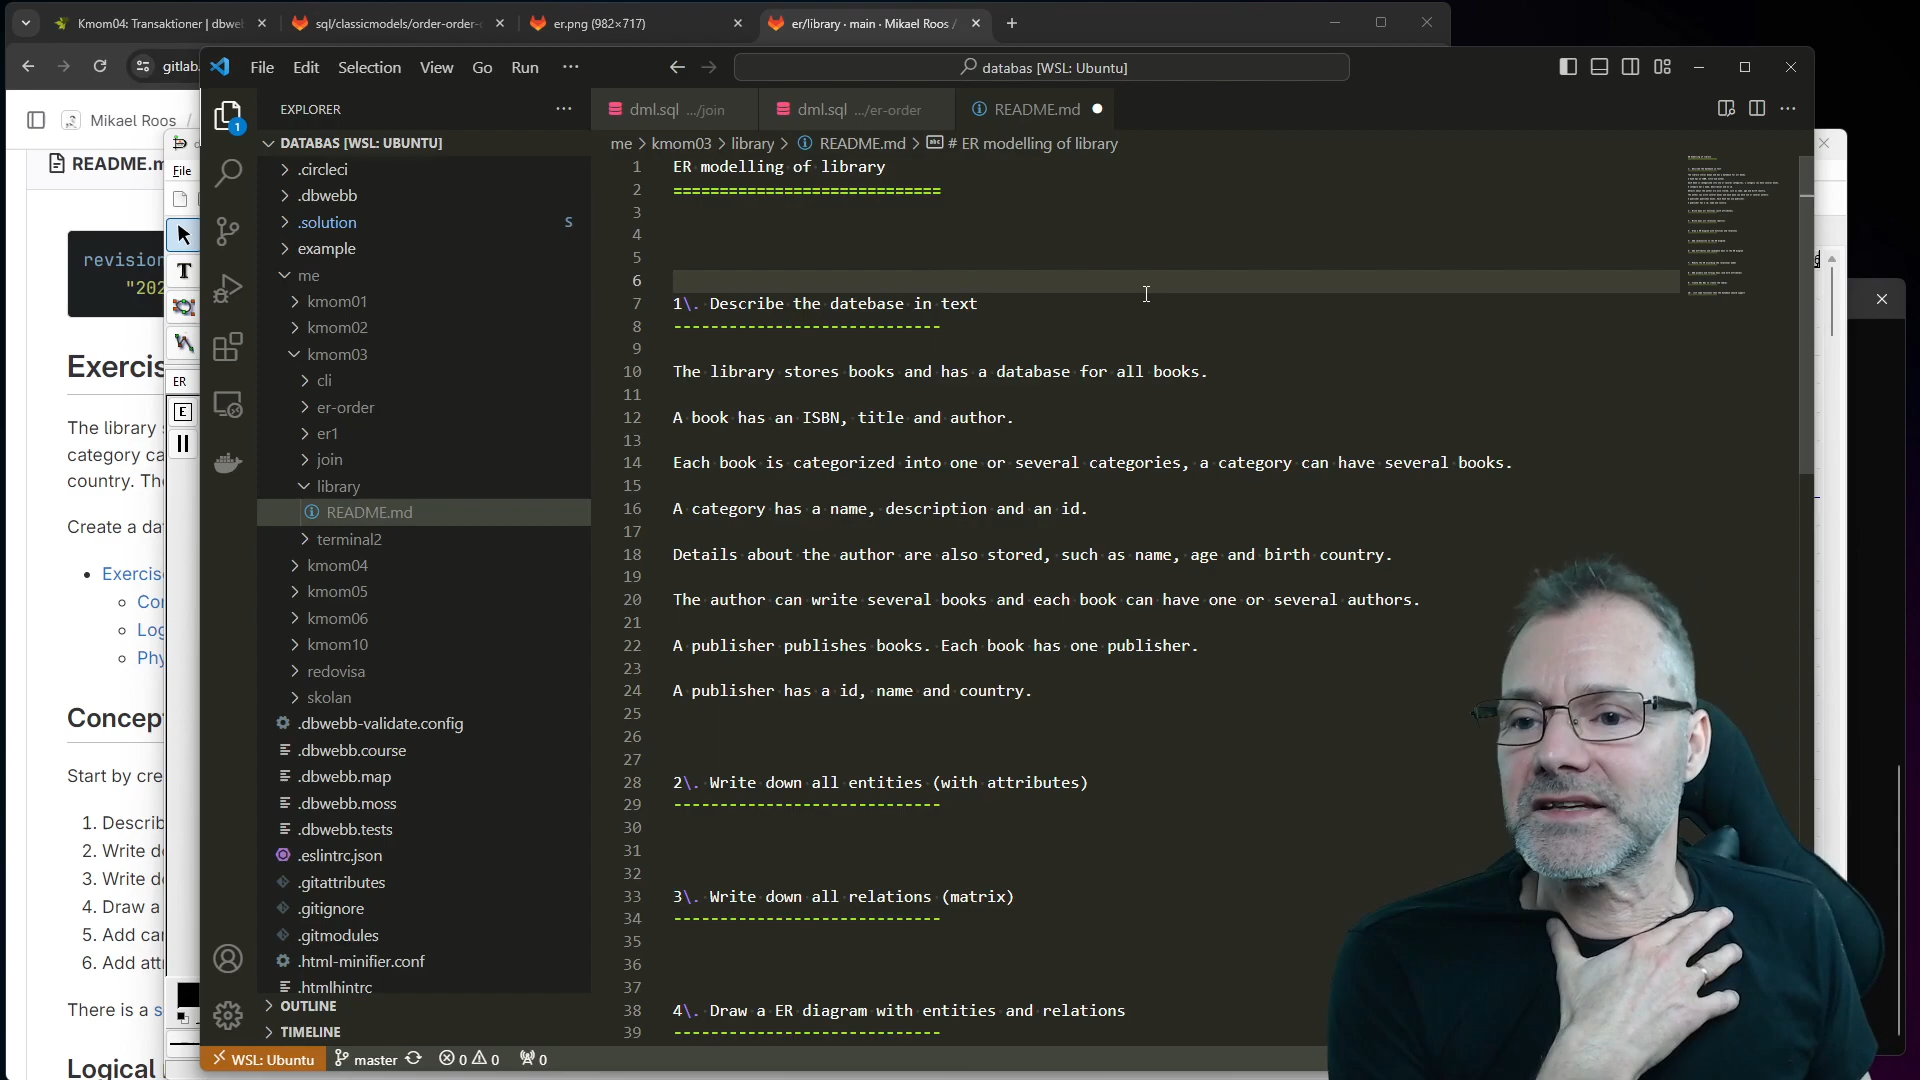 Kmom04: Transaktioner | dbwe
sql/classicmodels/order-order-
er.png (982×717)
er/library · main · Mikael Roos /
gitlab.
Mikael Roos /
README.m
File
revision
"202
Exercis
The library
category ca
country. Th
Create a da
Exercis
Co
Log
Phy
Concep
Start by cre
1. Describ
2. Write d
3. Write d
4. Draw a
5. Add car
6. Add att
There is a s
Logical
T
ER
E
File Edit Selection View Go Run ...
databas [WSL: Ubuntu]
EXPLORER
1
DATABAS [WSL: UBUNTU]
.circleci
.dbwebb
.solution S
example
me
kmom01
kmom02
kmom03
cli
er-order
er1
join
library
README.md
terminal2
kmom04
kmom05
kmom06
kmom10
redovisa
skolan
.dbwebb-validate.config
.dbwebb.course
.dbwebb.map
.dbwebb.moss
.dbwebb.tests
.eslintrc.json
.gitattributes
.gitignore
.gitmodules
.html-minifier.conf
.htmlhintrc
OUTLINE
TIMELINE
dml.sql .../join
dml.sql .../er-order
README.md
me > kmom03 > library > README.md > # ER modelling of library
1 ER modelling of library
2 =============================
3
4
5
6
7 1\. Describe the datebase in text
8 -----------------------------
9
10 The library stores books and has a database for all books.
11
12 A book has an ISBN, title and author.
13
14 Each book is categorized into one or several categories, a category can have several books.
15
16 A category has a name, description and an id.
17
18 Details about the author are also stored, such as name, age and birth country.
19
20 The author can write several books and each book can have one or several authors.
21
22 A publisher publishes books. Each book has one publisher.
23
24 A publisher has a id, name and country.
25
26
27
28 2\. Write down all entities (with attributes)
29 -----------------------------
30
31
32
33 3\. Write down all relations (matrix)
34 -----------------------------
35
36
37
38 4\. Draw a ER diagram with entities and relations
39 -----------------------------
WSL: Ubuntu master 0 0 0